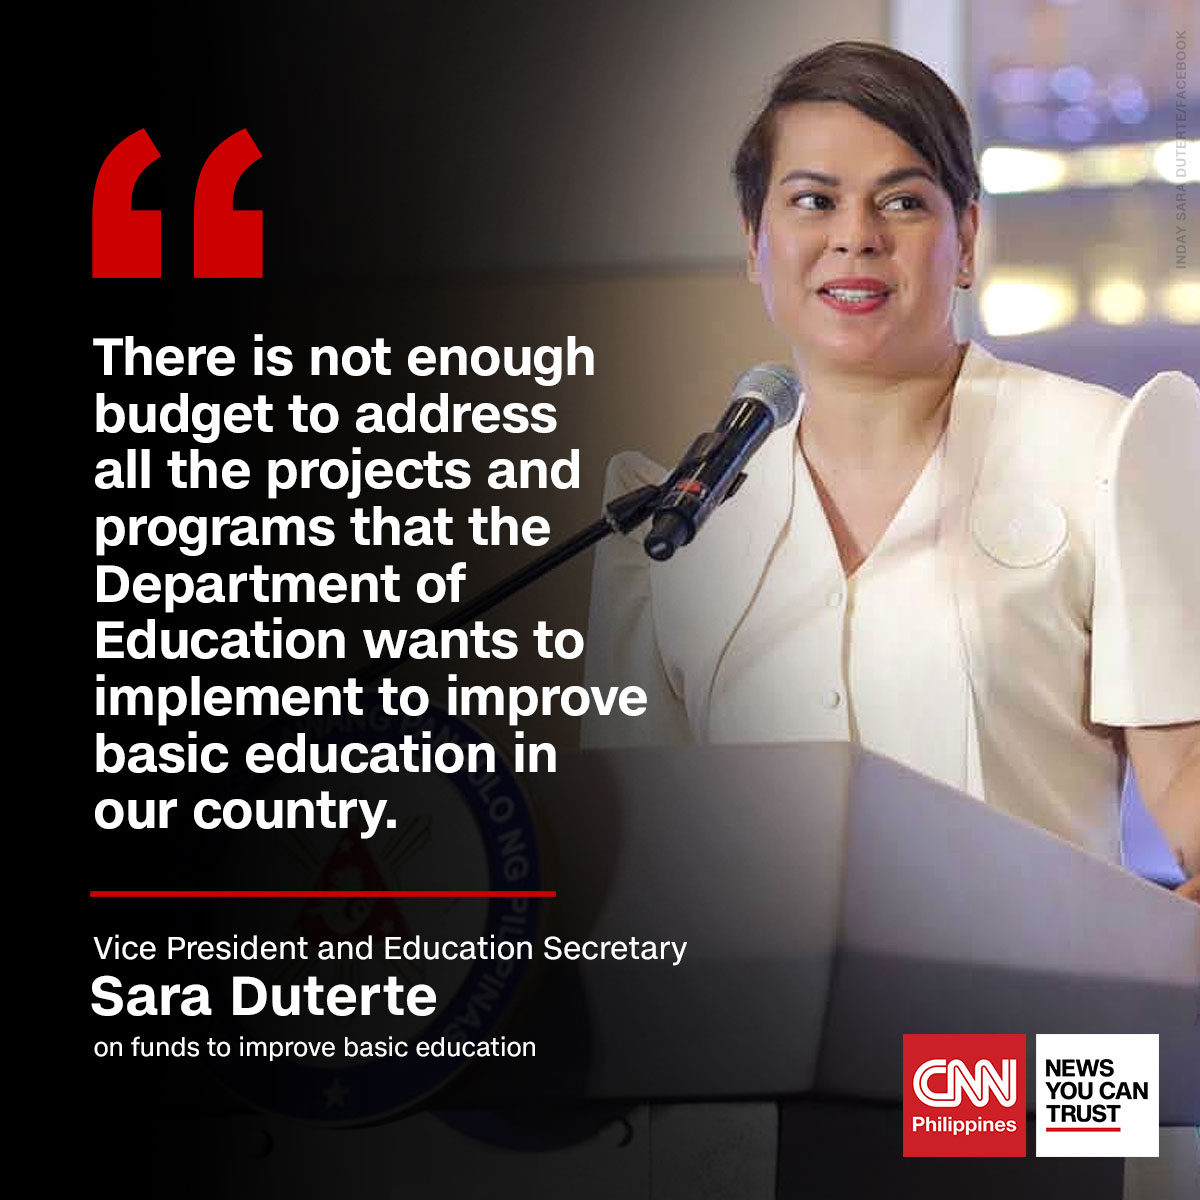 “
There is not enough
budget to address
all the projects and
programs that the
Department of
Education wants to
implement to improve
basic education in
our country.
Vice President and Education Secretary
Sara Duterte
on funds to improve basic education
INDAY SARA DUTERTE/FACEBOOK
CNN
Philippines
NEWS
YOU CAN
TRUST